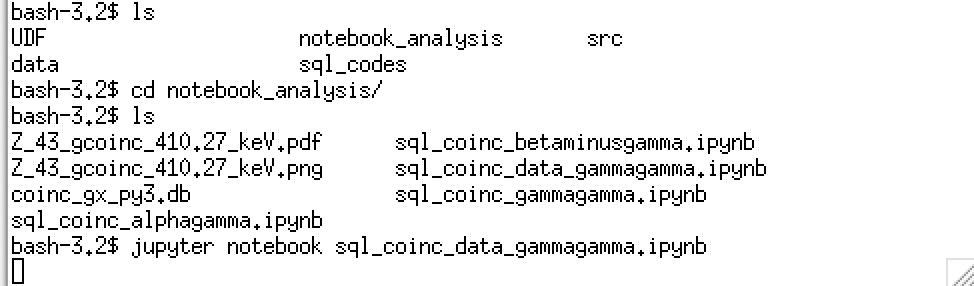 bash-3.2$ ls
UDF notebook_analysis src
data sql_codes
bash-3.2$ cd notebook_analysis/
bash-3.2$ ls
Z_43_gcoinc_410.27_keV.pdf sql_coinc_betaminusgamma.ipynb
Z_43_gcoinc_410.27_keV.png sql_coinc_data_gammagamma.ipynb
coinc_gx_py3.db sql_coinc_gammagamma.ipynb
sql_coinc_alphagamma.ipynb
bash-3.2$ jupyter notebook sql_coinc_data_gammagamma.ipynb